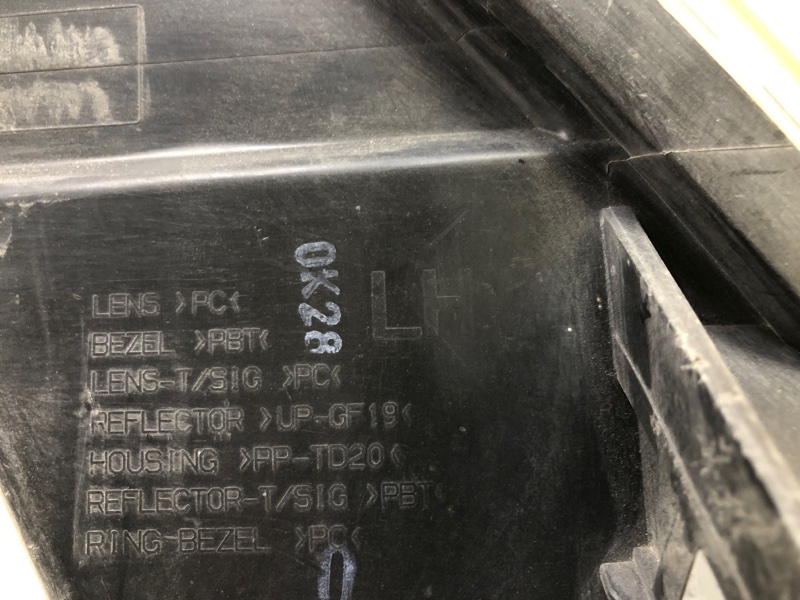 OK28
LH
LENS >PC<
BEZEL >PBT<
LENS-T/SIG >PC<
REFLECTOR >UP-GF19<
HOUSING >PP-TD20<
REFLECTOR-T/SIG >PBT<
RING-BEZEL >PC<